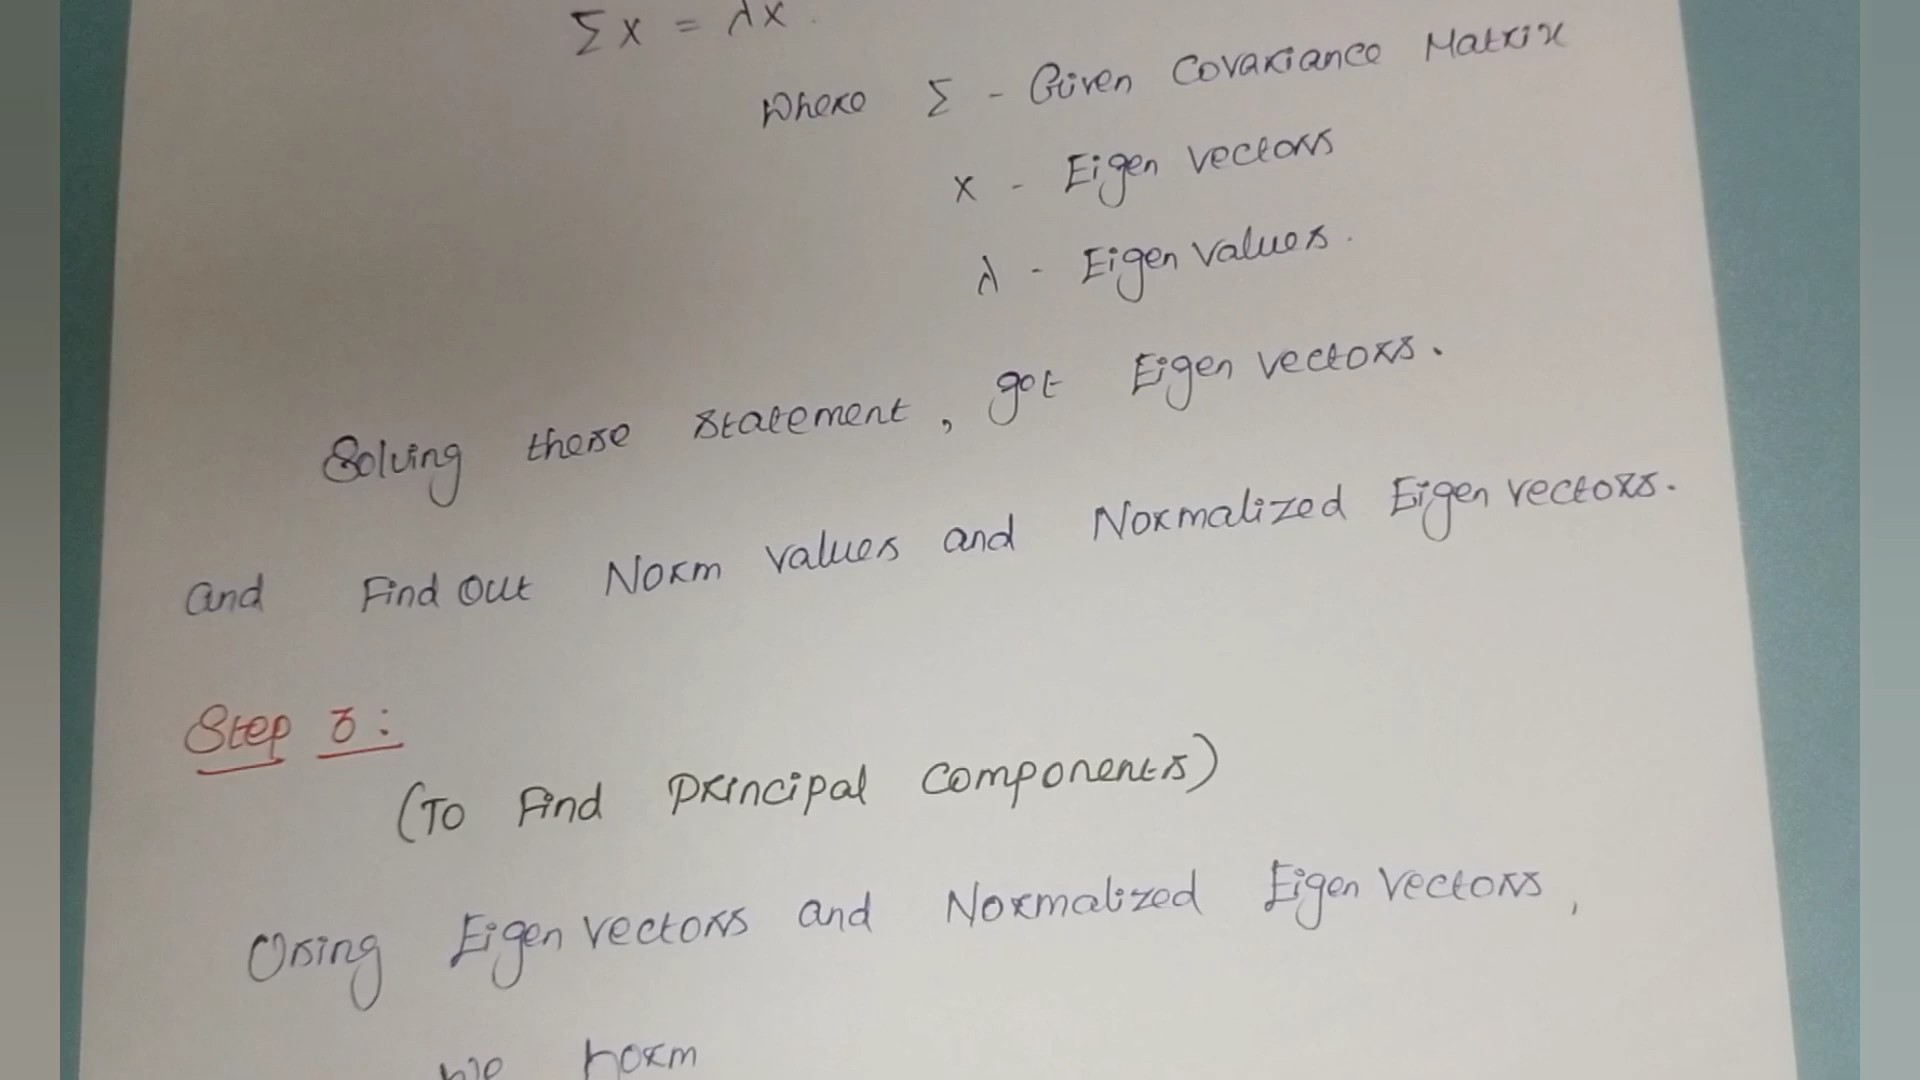 Σx = λx.
Where Σ - Given Covariance Matrix
x - Eigen vectors
λ - Eigen values.
Solving these statement, got Eigen vectors.
and Find out Norm values and Normalized Eigen vectors.
Step 3:
(To Find principal components)
Using Eigen vectors and Normalized Eigen vectors,
We norm